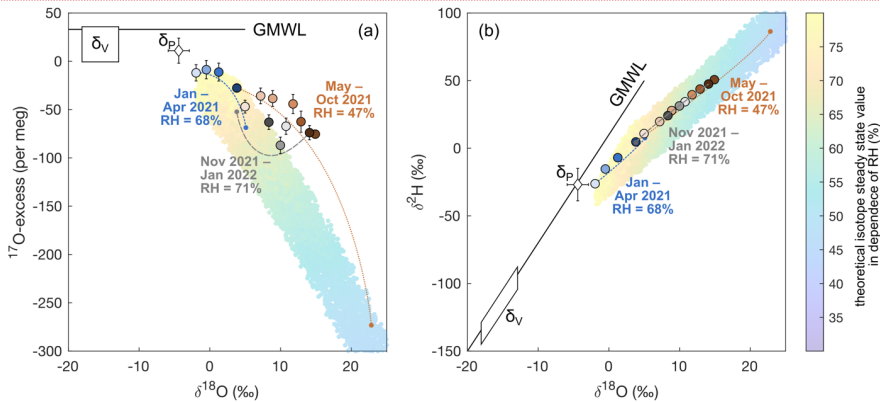 50
0
-50
-100
-150
-200
-250
-300
-20
-10
0
10
20
17O-excess (per meg)
δ18O (‰)
(a)
GMWL
δV
δP
Jan –
Apr 2021
RH = 68%
May –
Oct 2021
RH = 47%
Nov 2021 –
Jan 2022
RH = 71%
100
50
0
-50
-100
-150
-20
-10
0
10
20
δ2H (‰)
δ18O (‰)
(b)
GMWL
δP
δV
May –
Oct 2021
RH = 47%
Nov 2021 –
Jan 2022
RH = 71%
Jan –
Apr 2021
RH = 68%
75
70
65
60
55
50
45
40
35
theoretical isotope steady state value
in dependece of RH (%)